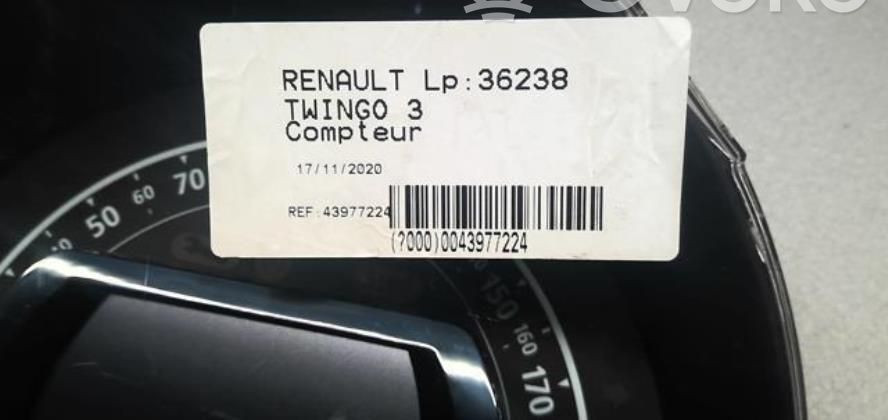 OVOKO
RENAULT Lp:36238
TWINGO 3
Compteur
17/11/2020
REF:43977224
(?000)0043977224
50 60 70
150
160
170